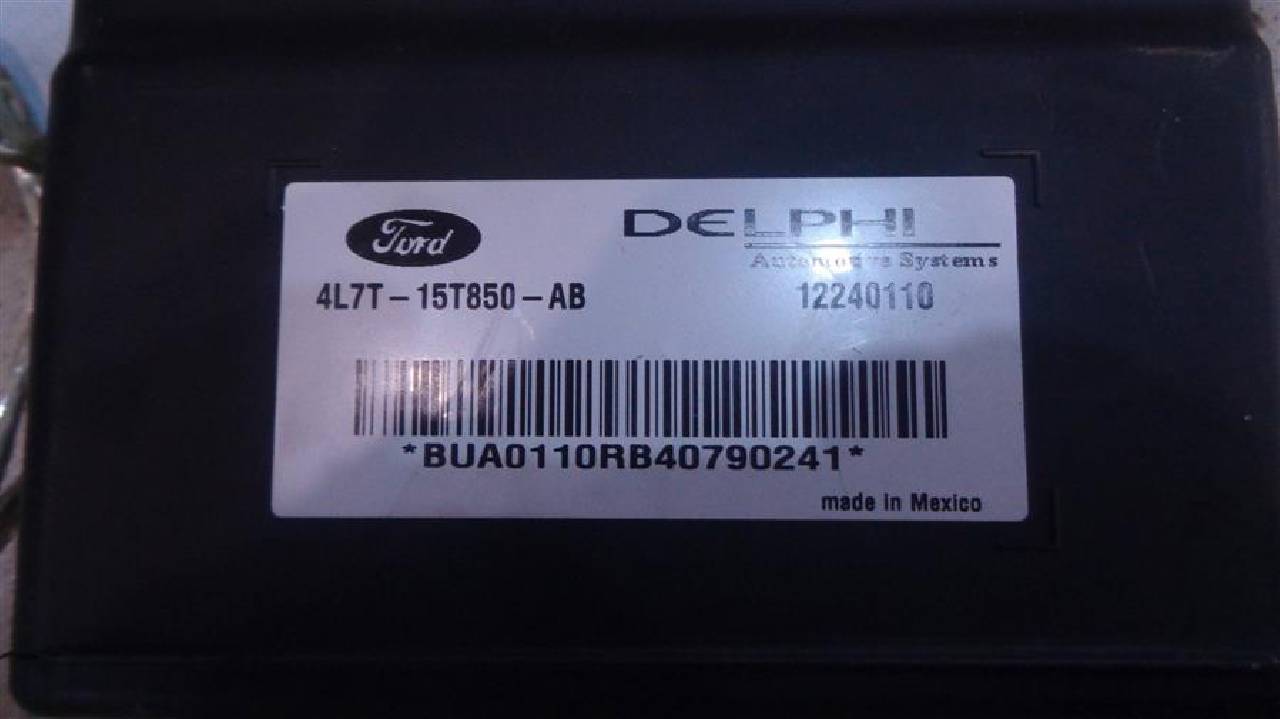 Ford
DELPHI
Automotive Systems
4L7T-15T850-AB
12240110
*BUA0110RB40790241*
made in Mexico